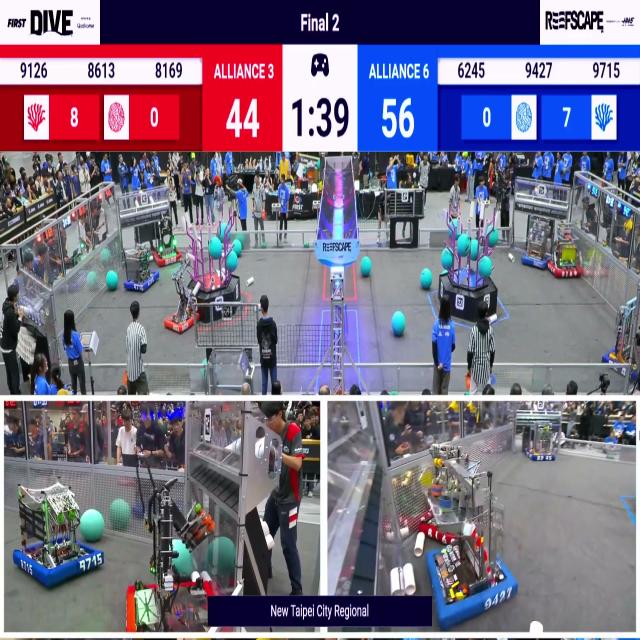 FIRST DIVE
Final 2
REEFSCAPE
9126 8613 8169
ALLIANCE 3
ALLIANCE 6
6245 9427 9715
8 0
44
1:39
56
0 7
REEFSCAPE
9715
9427
New Taipei City Regional